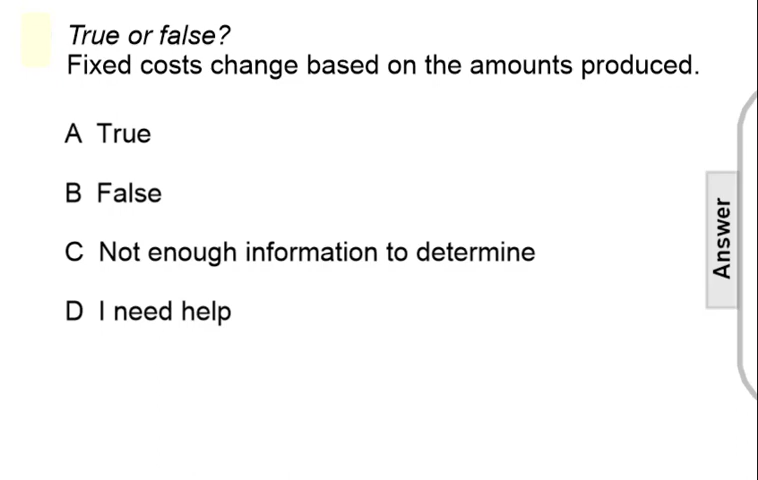 True or false?
Fixed costs change based on the amounts produced.
A True
B False
C Not enough information to determine
D I need help
Answer